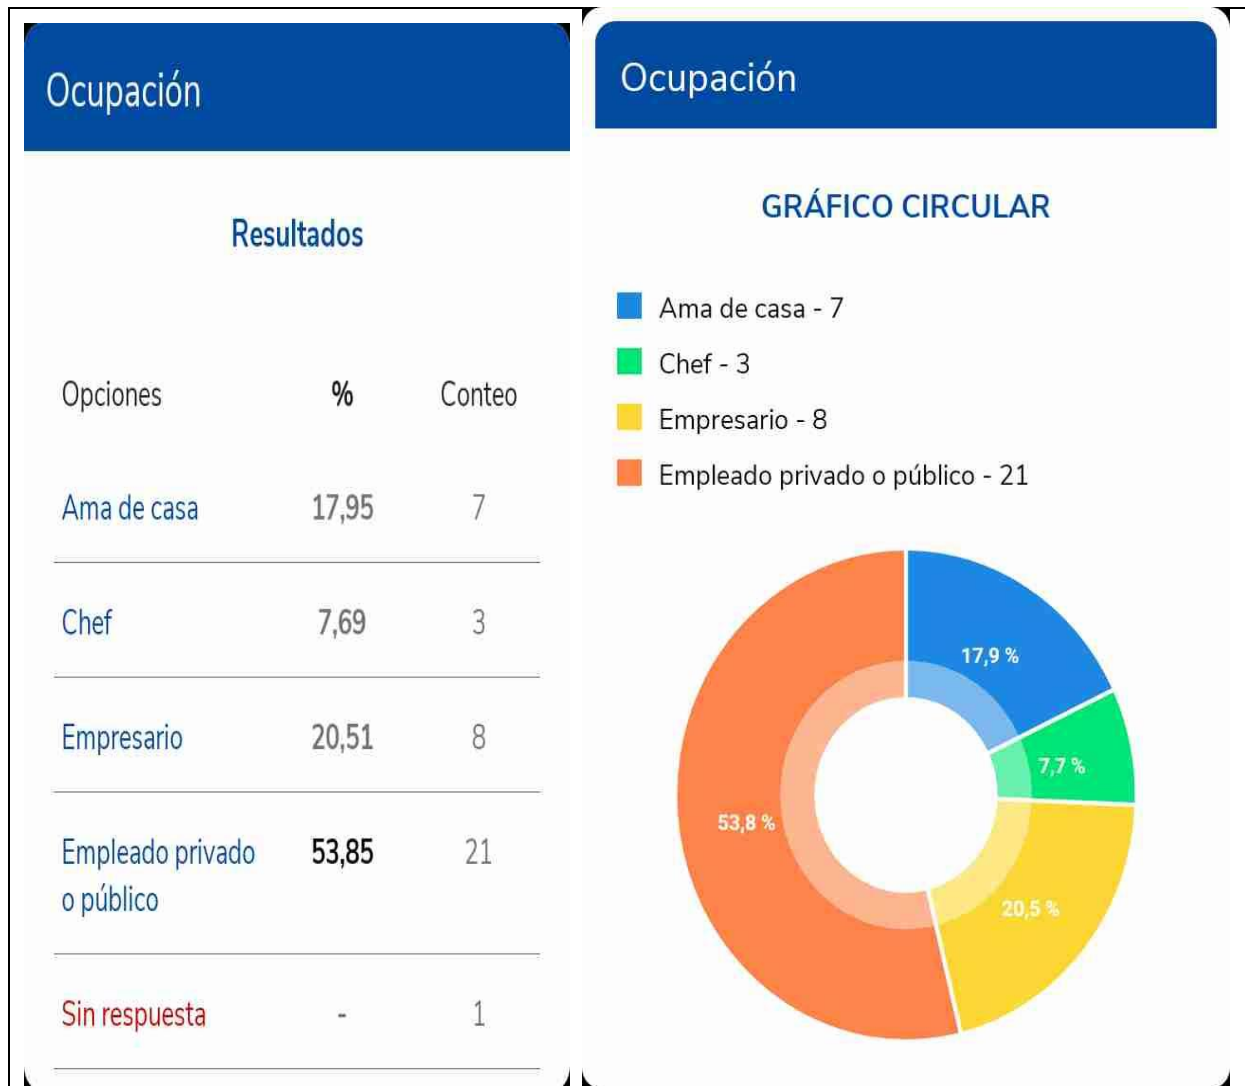 Ocupación
Resultados
Opciones % Conteo
Ama de casa 17,95 7
Chef 7,69 3
Empresario 20,51 8
Empleado privado 53,85 21
o público
Sin respuesta - 1
Ocupación
GRÁFICO CIRCULAR
Ama de casa - 7
Chef - 3
Empresario - 8
Empleado privado o público - 21
17,9 %
7,7 %
53,8 %
20,5 %